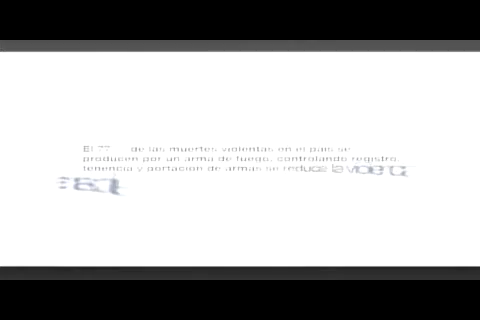 El 77 de las muertes violentas en el país se
producen por un arma de fuego, controlando registro,
tenencia y portación de armas se reduce la violencia